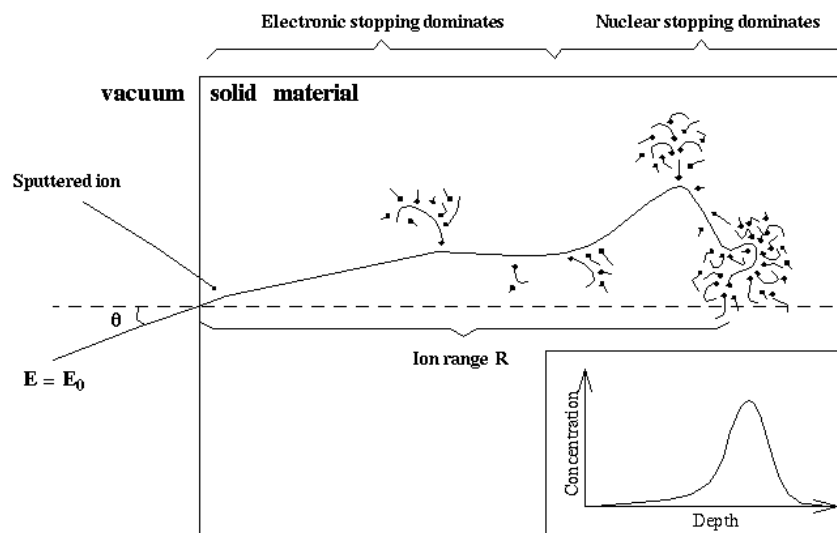 Electronic stopping dominates
Nuclear stopping dominates
vacuum
solid material
Sputtered ion
θ
Ion range R
E = E0
Concentration
Depth